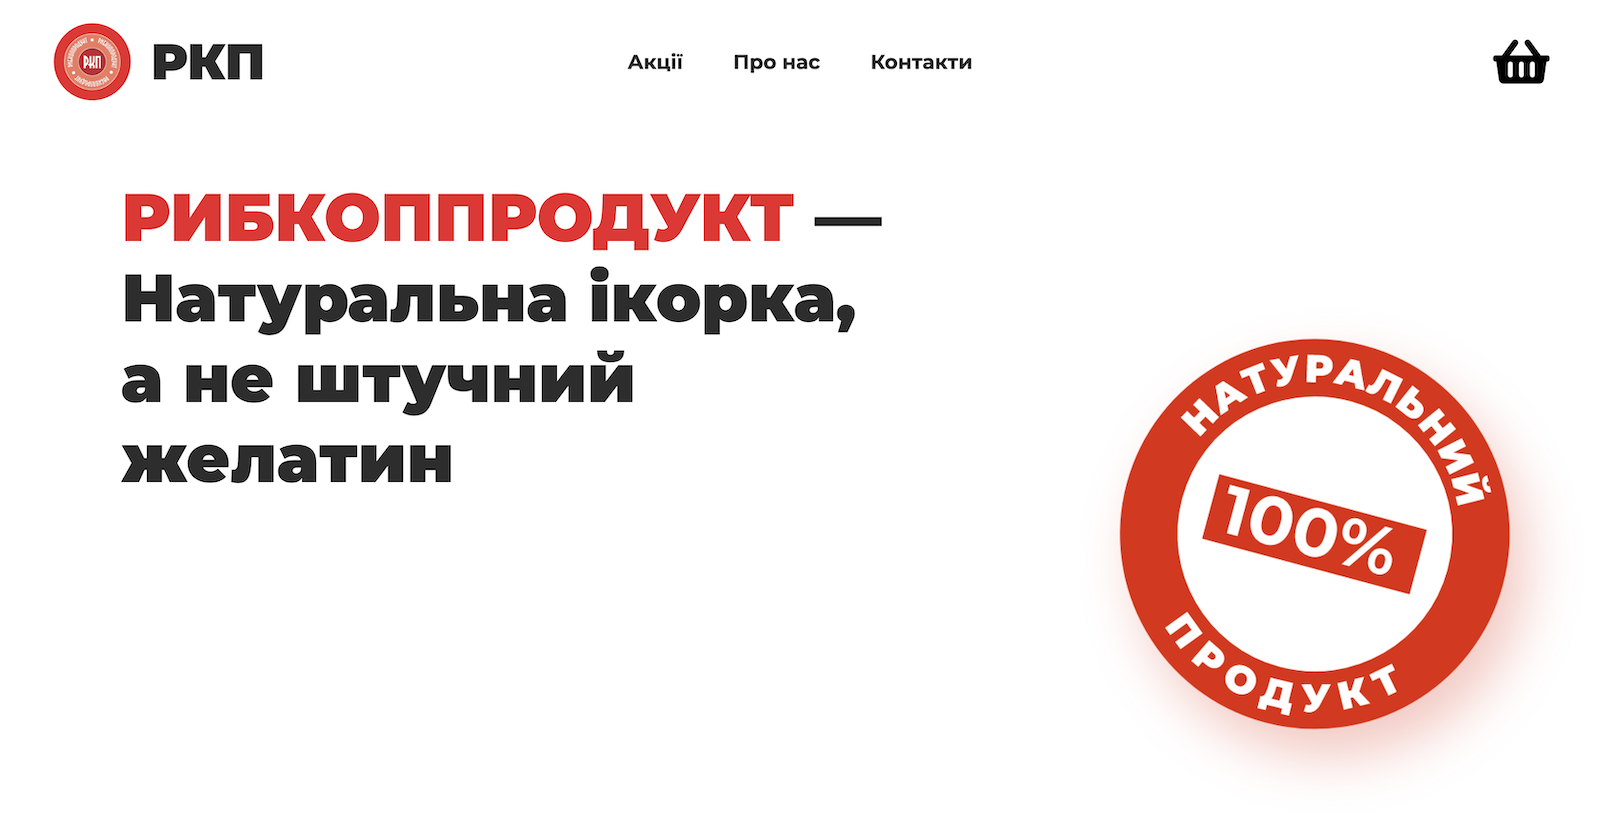 РКП
РКП
Акції
Про нас
Контакти
РИБКОППРОДУКТ —
Натуральна ікорка,
а не штучний
желатин
НАТУРАЛЬНИЙ
100%
ПРОДУКТ